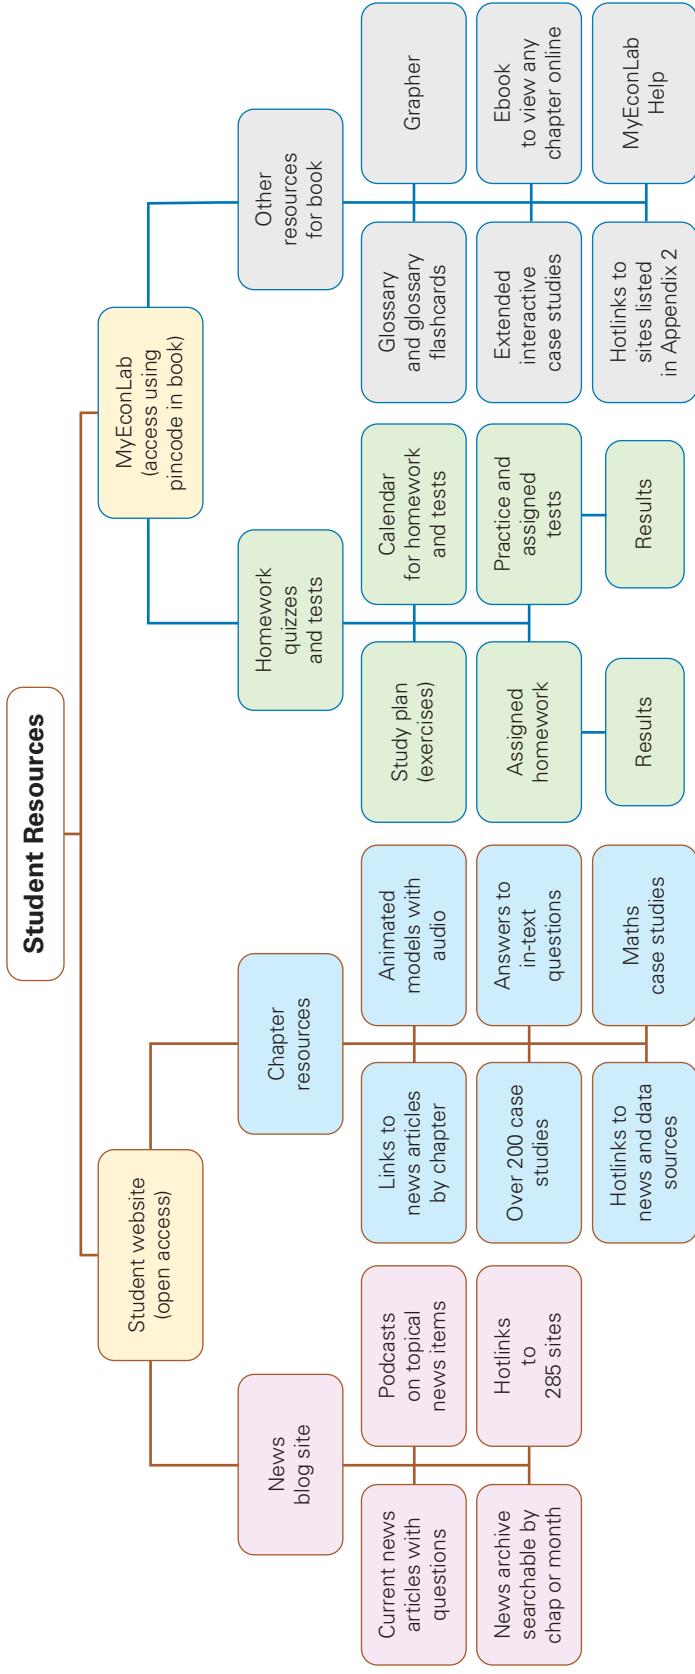 Student Resources
Student website
(open access)
MyEconLab
(access using
pincode in book)
News
blog site
Chapter
resources
Homework
quizzes
and tests
Other
resources
for book
Current news
articles with
questions
Podcasts
on topical
news items
News archive
searchable by
chap or month
Hotlinks
to
285 sites
Links to
news articles
by chapter
Animated
models with
audio
Over 200 case
studies
Answers to
in-text
questions
Hotlinks to
news and data
sources
Maths
case studies
Study plan
(exercises)
Calendar
for homework
and tests
Assigned
homework
Practice and
assigned
tests
Results
Results
Glossary
and glossary
flashcards
Grapher
Extended
interactive
case studies
Ebook
to view any
chapter online
Hotlinks to
sites listed
in Appendix 2
MyEconLab
Help